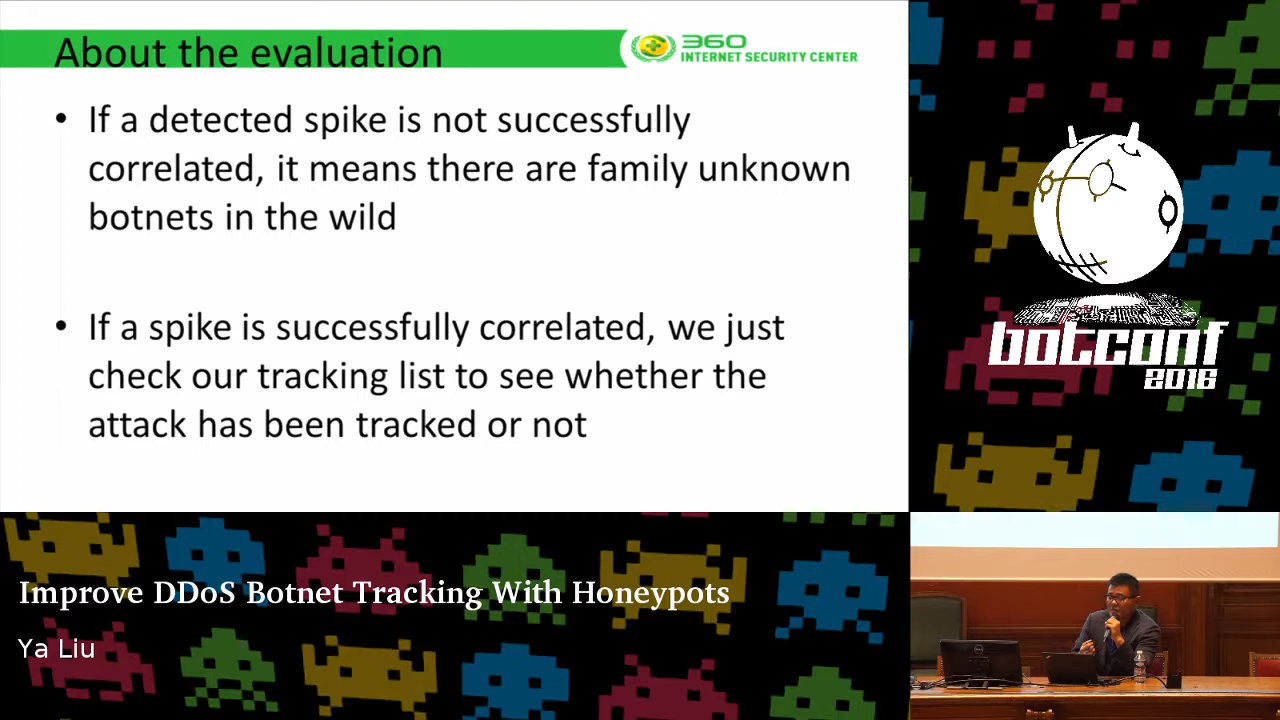 About the evaluation
360
INTERNET SECURITY CENTER
• If a detected spike is not successfully
correlated, it means there are family unknown
botnets in the wild
• If a spike is successfully correlated, we just
check our tracking list to see whether the
attack has been tracked or not
botconf
2016
Improve DDoS Botnet Tracking With Honeypots
Ya Liu